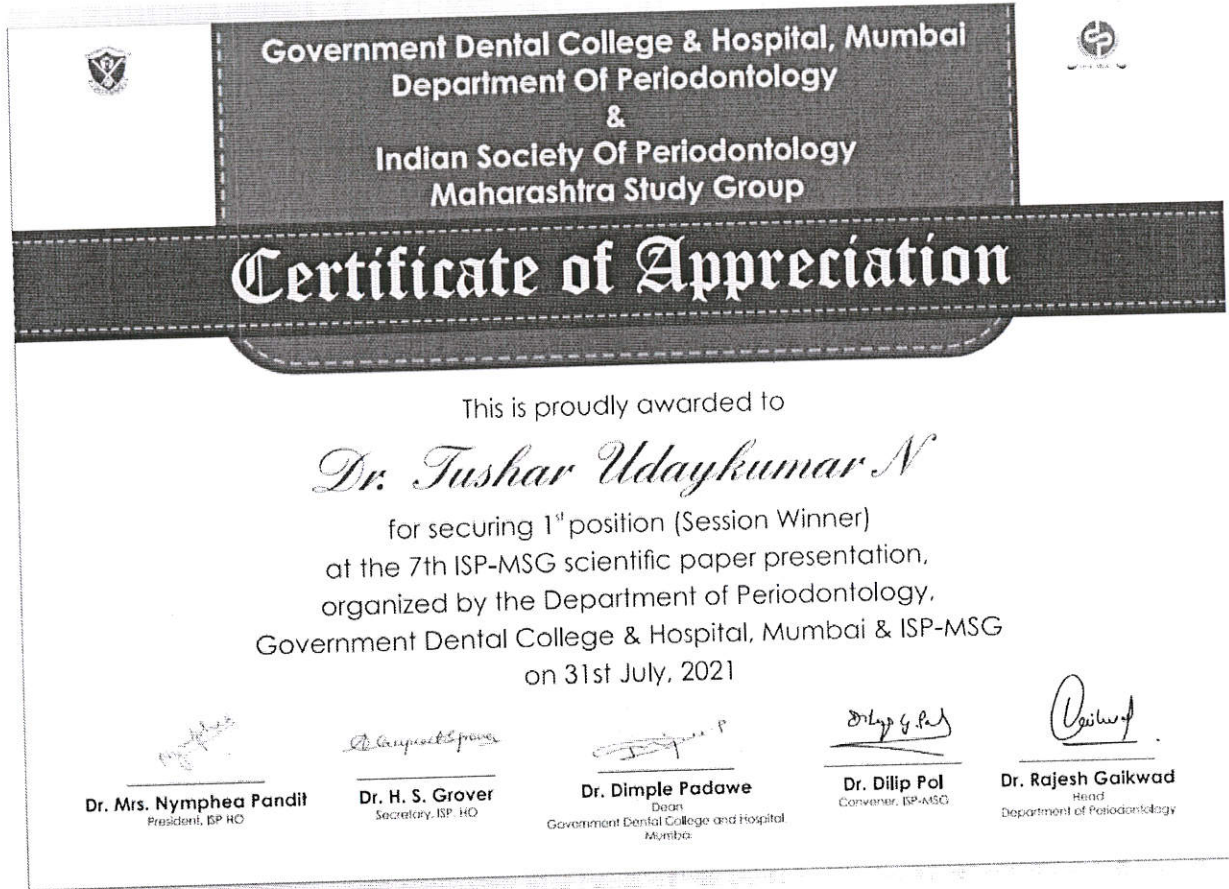 Government Dental College & Hospital, Mumbai
Department Of Periodontology
&
Indian Society Of Periodontology
Maharashtra Study Group
Certificate of Appreciation
This is proudly awarded to
Dr. Tushar Udaykumar N
for securing 1st position (Session Winner)
at the 7th ISP-MSG scientific paper presentation,
organized by the Department of Periodontology,
Government Dental College & Hospital, Mumbai & ISP-MSG
on 31st July, 2021
Dr. Mrs. Nymphea Pandit
President, ISP HO
Dr. H. S. Grover
Secretary, ISP, HO
Dr. Dimple Padawe
Dean
Government Dental College and Hospital
Mumbai
Dilip G Pol
Dr. Dilip Pol
Convener, ISP-MSG
Dr. Rajesh Gaikwad
Head
Department of Periodontology